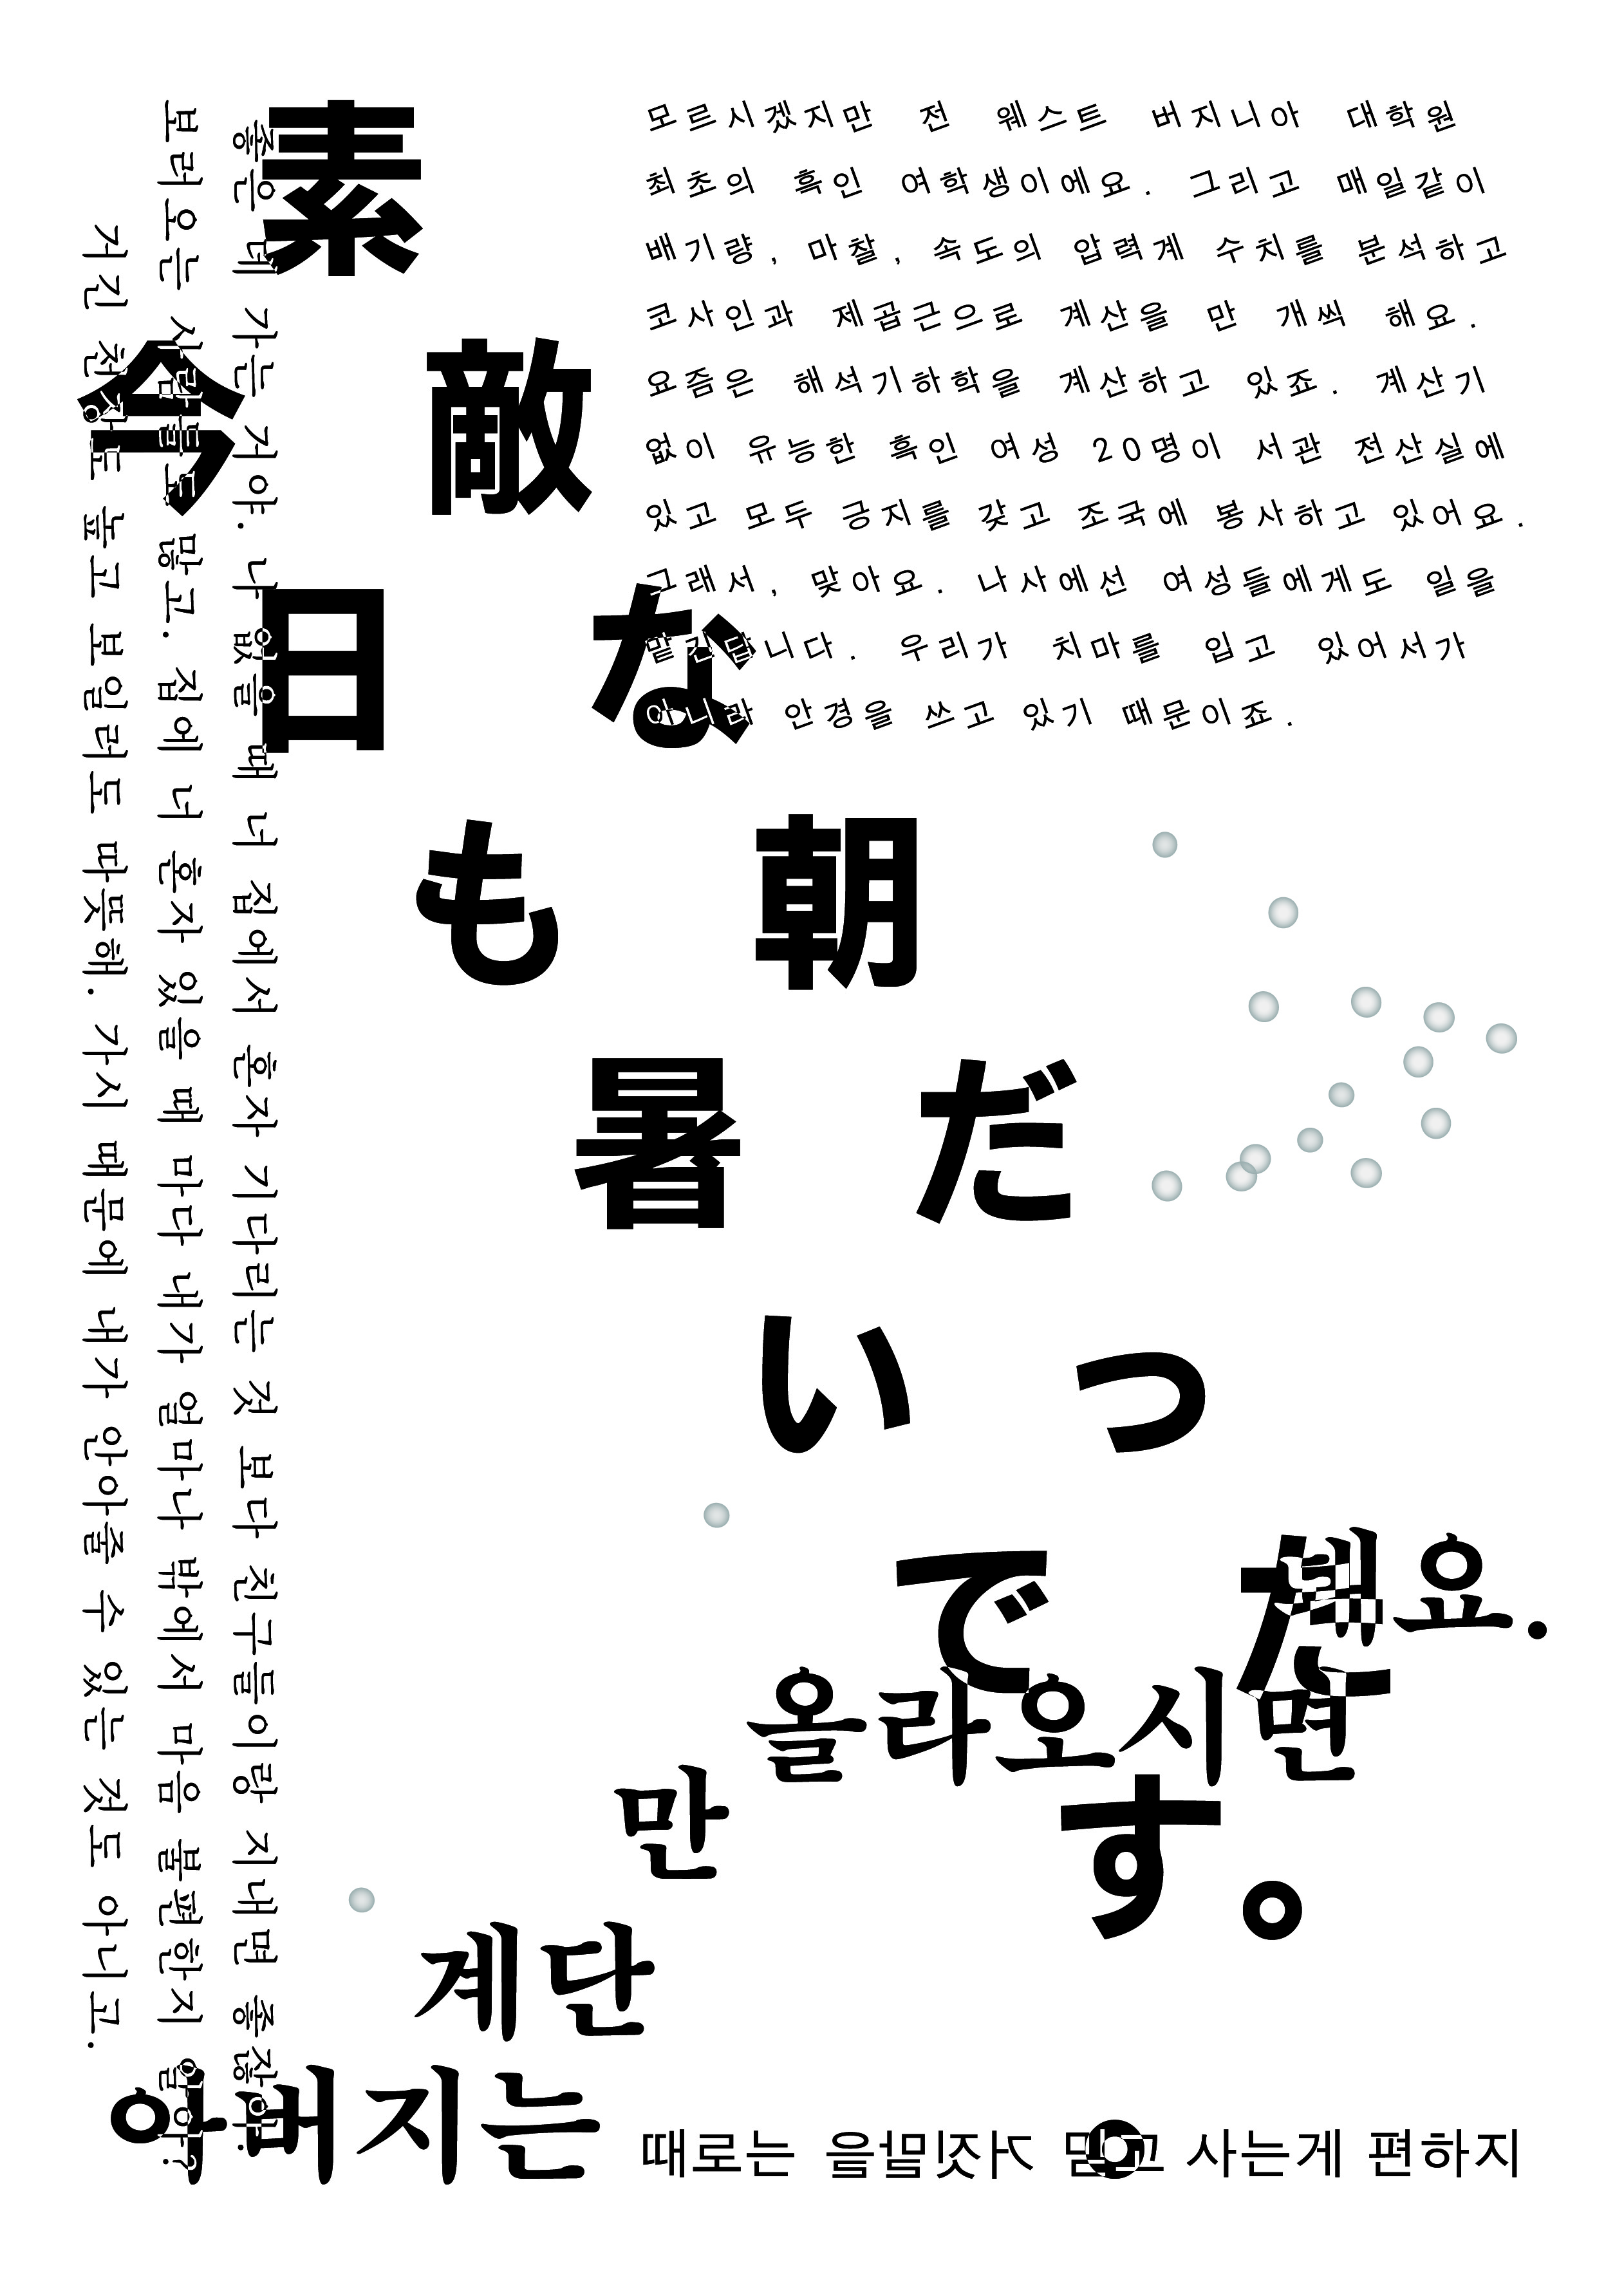 素敵な朝だった。
今日も暑いです。
모르시겠지만 전 웨스트 버지니아 대학원
최초의 흑인 여학생이에요. 그리고 매일같이
배기량, 마찰, 속도의 압력계 수치를 분석하고
코사인과 제곱근으로 계산을 만 개씩 해요.
요즘은 해석기하학을 계산하고 있죠. 계산기
없이 유능한 흑인 여성 20명이 서관 전산실에
있고 모두 긍지를 갖고 조국에 봉사하고 있어요.
그래서, 맞아요. 나사에선 여성들에게도 일을
맡긴답니다. 우리가 치마를 입고 있어서가
아니라 안경을 쓰고 있기 때문이죠.
좋은 데 가는 거야. 나 없을 때 너 집에서 혼자 기다리는 것 보다 친구들이랑 지내면 좋잖아.
보러오는 사람들도 많고. 집에 너 혼자 있을 때 마다 내가 얼마나 밖에서 마음 불편한지 알아?
거긴 천장도 높고 보일러도 따뜻해. 가시 때문에 내가 안아줄 수 있는 것도 아니고.
아버지는
계단
만
올라오시면
돼요.
때로는 거짓말을 믿고 사는게 편하지